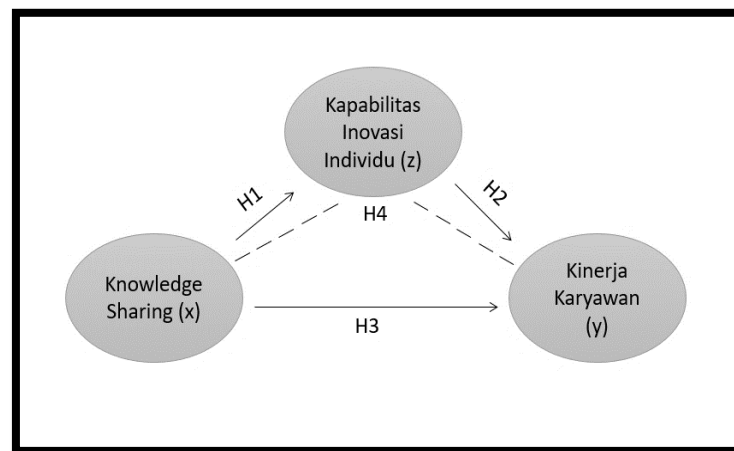 Kapabilitas
Inovasi
Individu (z)
H1
H2
H4
Knowledge
Sharing (x)
Kinerja
Karyawan
(y)
H3